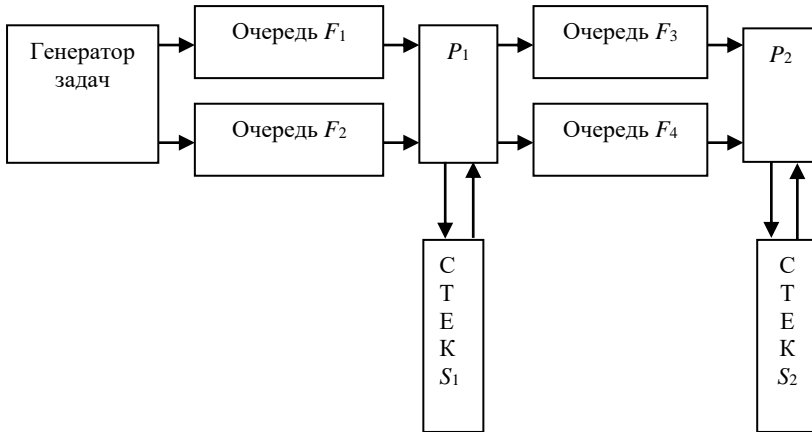 Генератор
задач
Очередь F1
Очередь F2
P1
Очередь F3
Очередь F4
P2
С
Т
Е
К
S1
С
Т
Е
К
S2